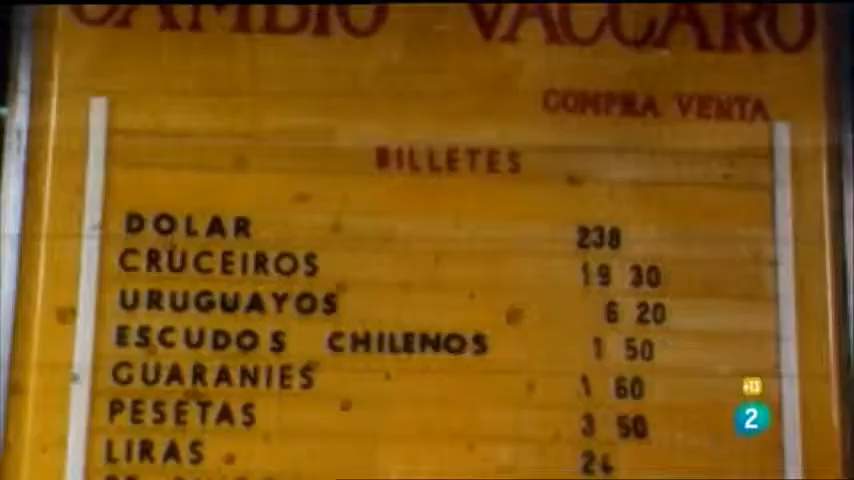 CAMBIO VACCARO
COMPRA VENTA
BILLETES
DOLAR 238
CRUCEIROS 19 30
URUGUAYOS 6 20
ESCUDOS CHILENOS 1 50
GUARANIES 1 60
PESETAS 3 50
LIRAS 24
+13
2